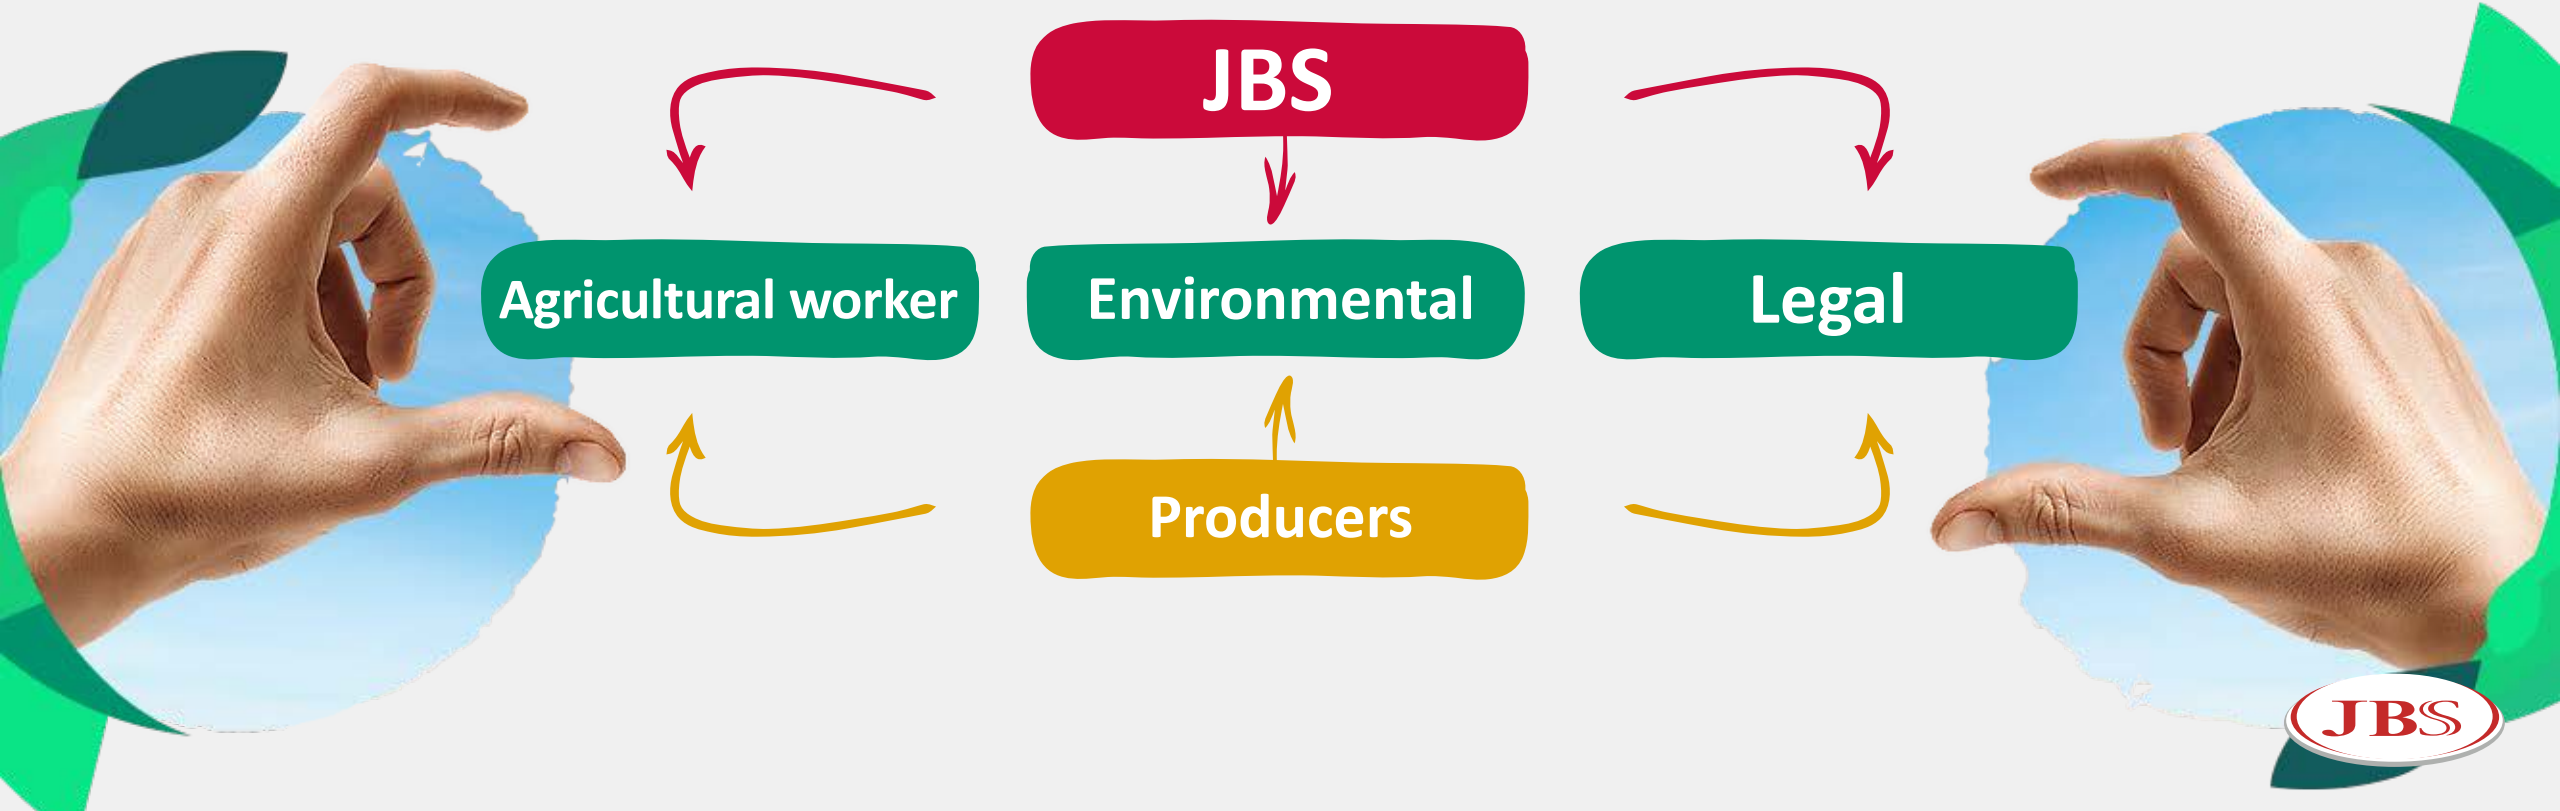 JBS
Agricultural worker
Environmental
Legal
Producers
JBS